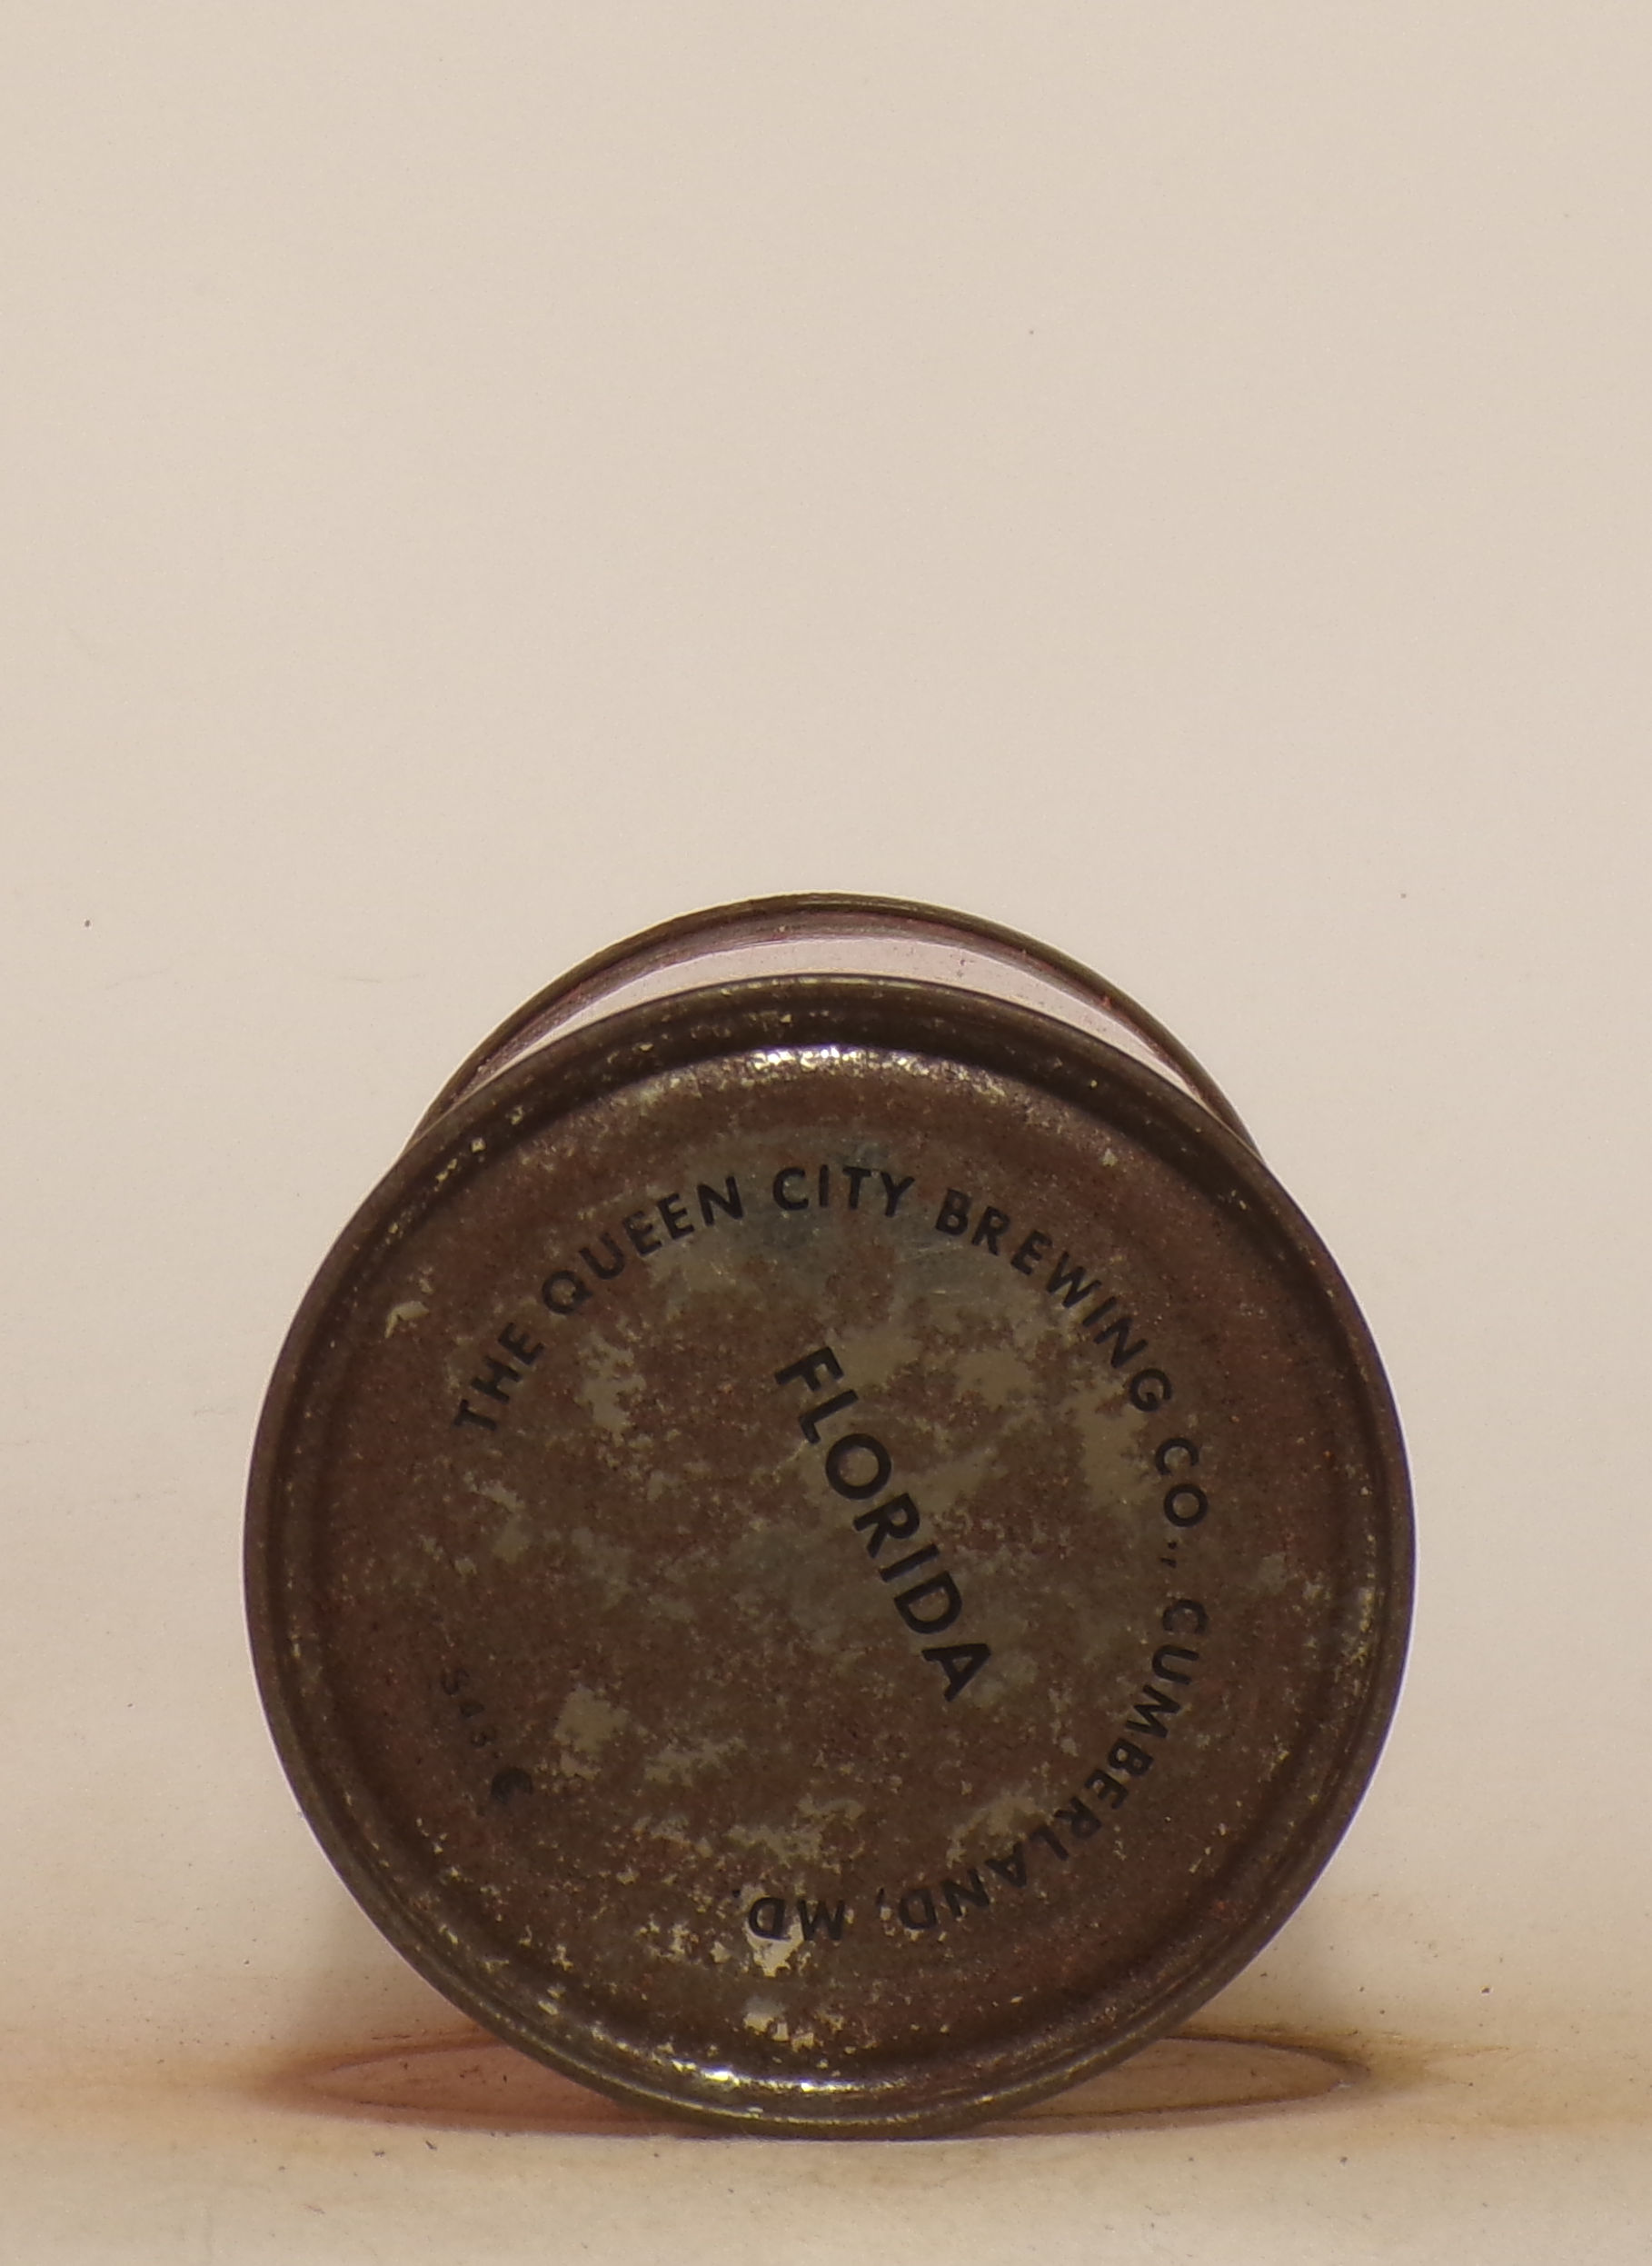 THE QUEEN CITY BREWING CO., CUMBERLAND, MD.
FLORIDA